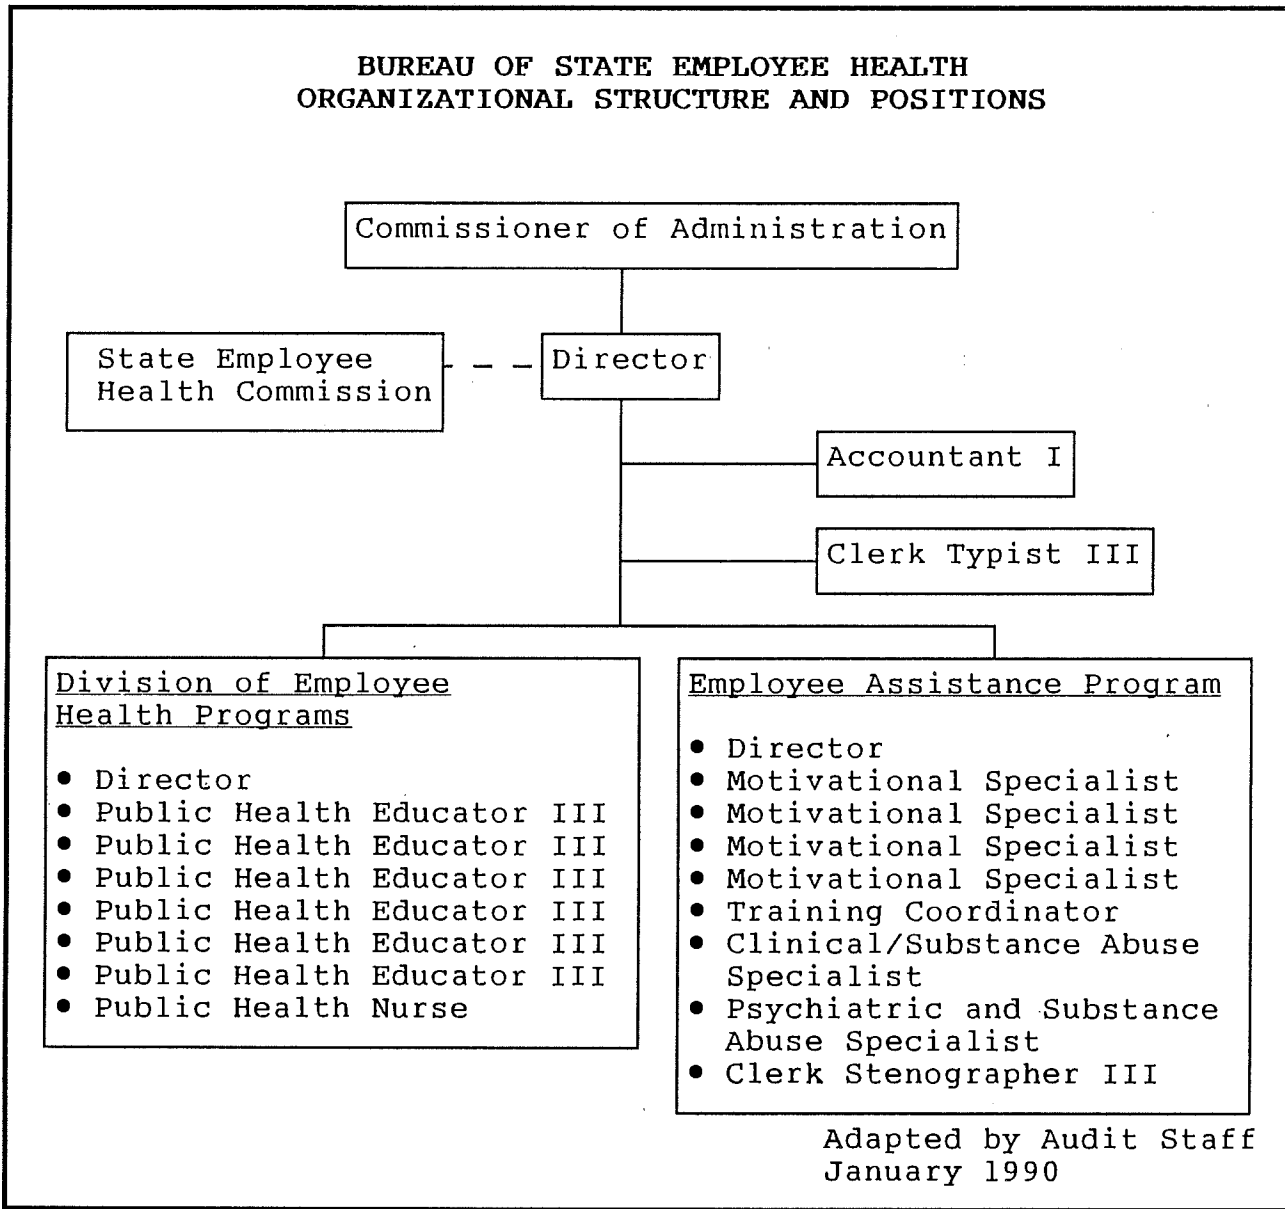 BUREAU OF STATE EMPLOYEE HEALTH
ORGANIZATIONAL STRUCTURE AND POSITIONS
Commissioner of Administration
State Employee
Health Commission
Director
Accountant I
Clerk Typist III
Division of Employee
Health Programs
• Director
• Public Health Educator III
• Public Health Educator III
• Public Health Educator III
• Public Health Educator III
• Public Health Educator III
• Public Health Educator III
• Public Health Nurse
Employee Assistance Program
• Director
• Motivational Specialist
• Motivational Specialist
• Motivational Specialist
• Motivational Specialist
• Training Coordinator
• Clinical/Substance Abuse
Specialist
• Psychiatric and Substance
Abuse Specialist
• Clerk Stenographer III
Adapted by Audit Staff
January 1990